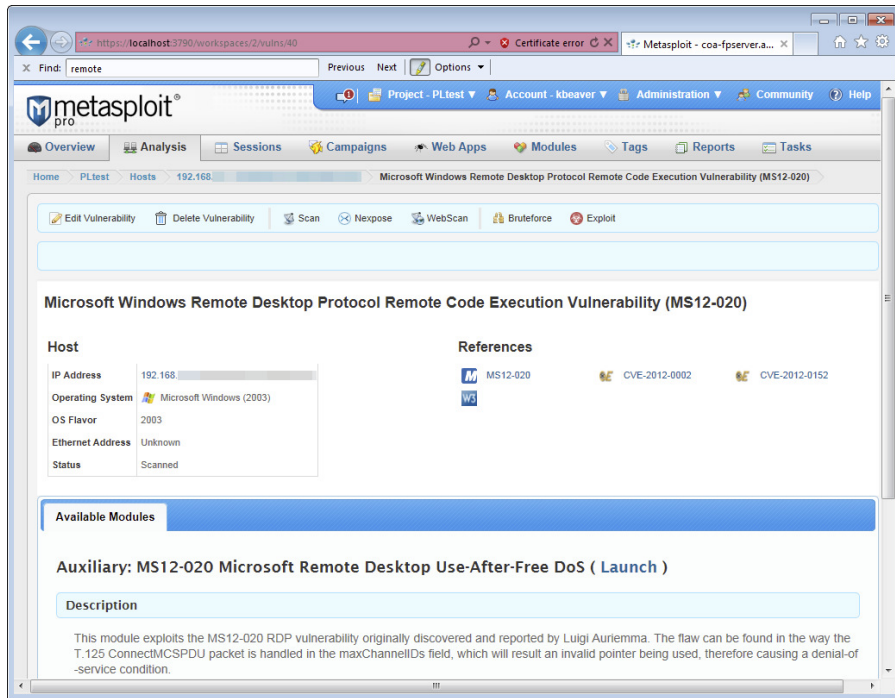 https://localhost:3790/workspaces/2/vulns/40
Certificate error
Metasploit - coa-fpserver.a...
X Find: remote Previous Next Options
metasploit®
pro
Project - PLtest ▼ Account - kbeaver ▼ Administration ▼ Community Help
Overview Analysis Sessions Campaigns Web Apps Modules Tags Reports Tasks
Home PLtest Hosts 192.168. Microsoft Windows Remote Desktop Protocol Remote Code Execution Vulnerability (MS12-020)
Edit Vulnerability Delete Vulnerability Scan Nexpose WebScan Bruteforce Exploit
Microsoft Windows Remote Desktop Protocol Remote Code Execution Vulnerability (MS12-020)
Host
IP Address 192.168.
Operating System Microsoft Windows (2003)
OS Flavor 2003
Ethernet Address Unknown
Status Scanned
References
M MS12-020 CVE-2012-0002 CVE-2012-0152
W3
Available Modules
Auxiliary: MS12-020 Microsoft Remote Desktop Use-After-Free DoS ( Launch )
Description
This module exploits the MS12-020 RDP vulnerability originally discovered and reported by Luigi Auriemma. The flaw can be found in the way the
T.125 ConnectMCSPDU packet is handled in the maxChannelIDs field, which will result an invalid pointer being used, therefore causing a denial-of
-service condition.